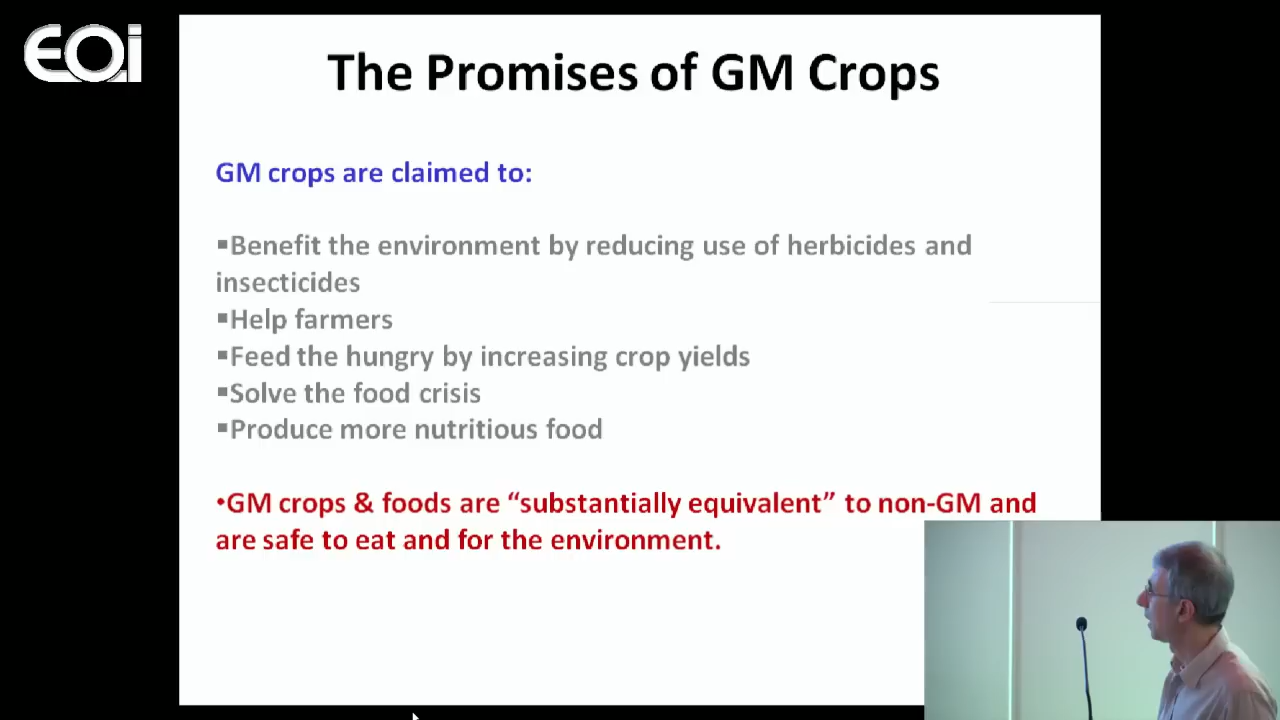 EOi
The Promises of GM Crops
GM crops are claimed to:
▪Benefit the environment by reducing use of herbicides and
insecticides
▪Help farmers
▪Feed the hungry by increasing crop yields
▪Solve the food crisis
▪Produce more nutritious food
•GM crops & foods are “substantially equivalent” to non-GM and
are safe to eat and for the environment.